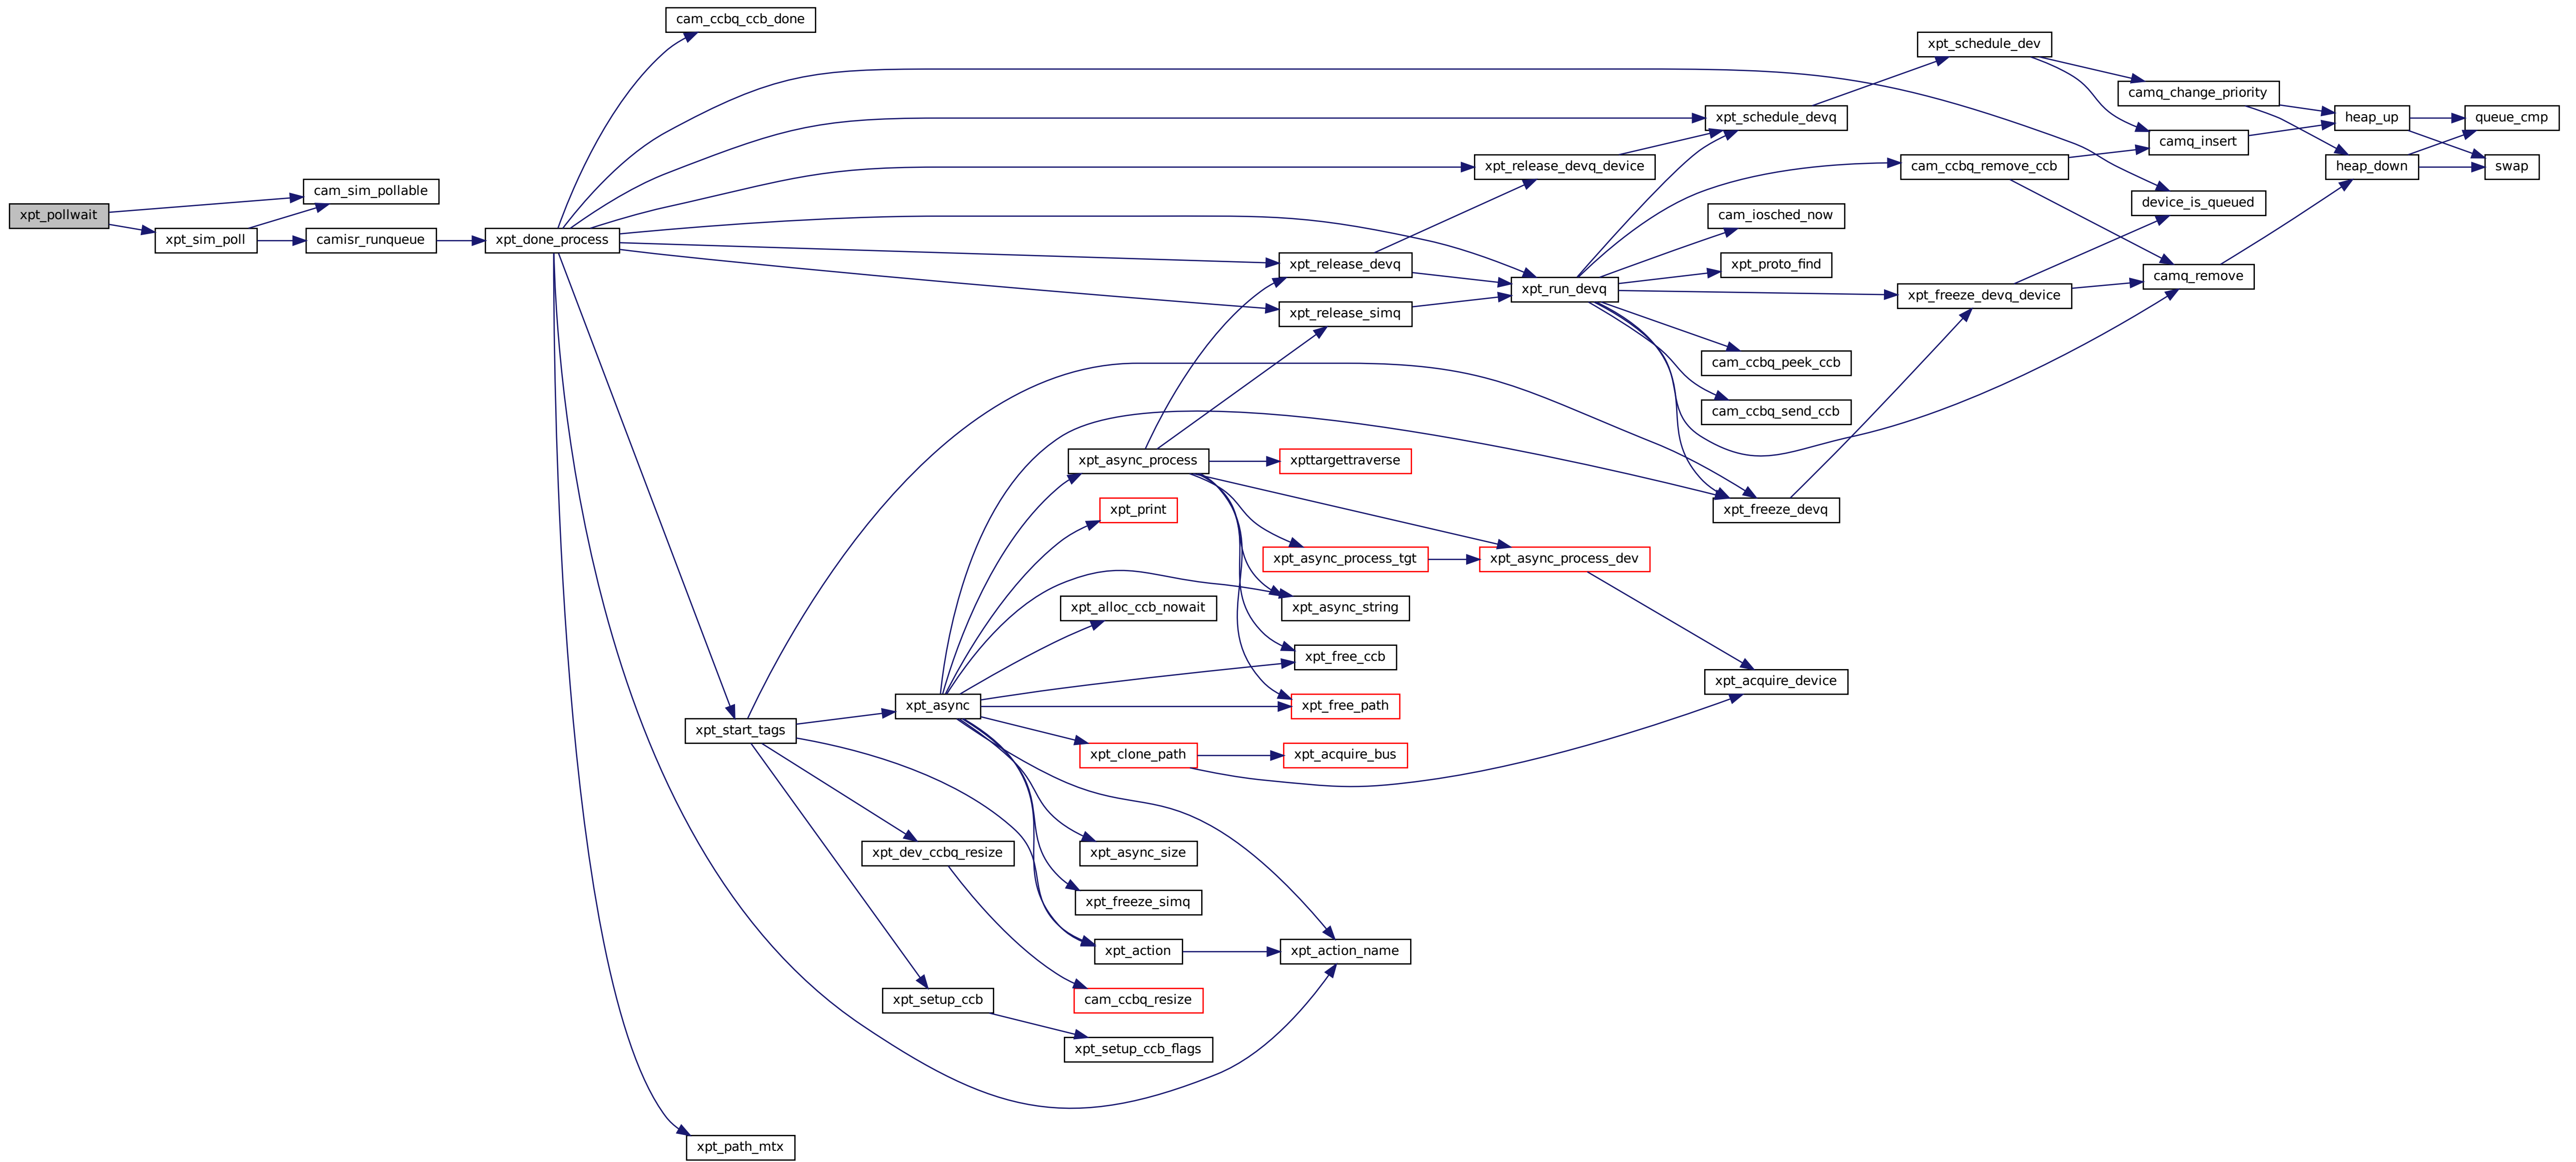 cam_ccbq_ccb_done
xpt_schedule_dev
camq_change_priority
xpt_schedule_devq
heap_up
queue_cmp
camq_insert
xpt_release_devq_device
cam_ccbq_remove_ccb
heap_down
swap
cam_sim_pollable
device_is_queued
xpt_pollwait
cam_iosched_now
xpt_sim_poll
camisr_runqueue
xpt_done_process
xpt_release_devq
xpt_proto_find
camq_remove
xpt_run_devq
xpt_freeze_devq_device
xpt_release_simq
cam_ccbq_peek_ccb
cam_ccbq_send_ccb
xpt_async_process
xpttargettraverse
xpt_print
xpt_freeze_devq
xpt_async_process_tgt
xpt_async_process_dev
xpt_alloc_ccb_nowait
xpt_async_string
xpt_free_ccb
xpt_acquire_device
xpt_async
xpt_free_path
xpt_start_tags
xpt_clone_path
xpt_acquire_bus
xpt_dev_ccbq_resize
xpt_async_size
xpt_freeze_simq
xpt_action
xpt_action_name
xpt_setup_ccb
cam_ccbq_resize
xpt_setup_ccb_flags
xpt_path_mtx